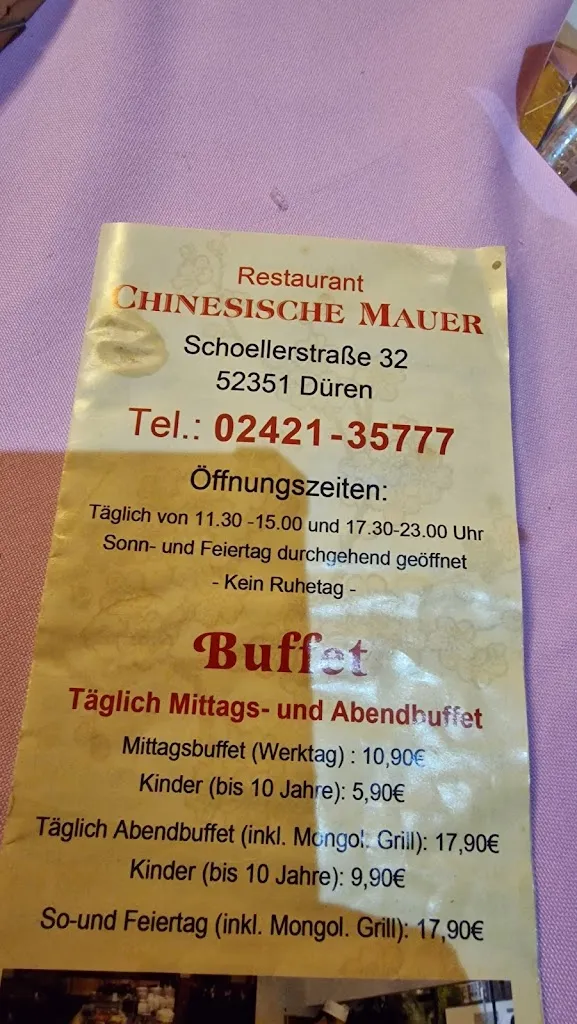 Restaurant
CHINESISCHE MAUER
Schoellerstraße 32
52351 Düren
Tel.: 02421-35777
Öffnungszeiten:
Täglich von 11.30 -15.00 und 17.30-23.00 Uhr
Sonn- und Feiertag durchgehend geöffnet
- Kein Ruhetag -
Buffet
Täglich Mittags- und Abendbuffet
Mittagsbuffet (Werktag) : 10,90€
Kinder (bis 10 Jahre): 5,90€
Täglich Abendbuffet (inkl. Mongol. Grill): 17,90€
Kinder (bis 10 Jahre): 9,90€
So-und Feiertag (inkl. Mongol. Grill): 17,90€